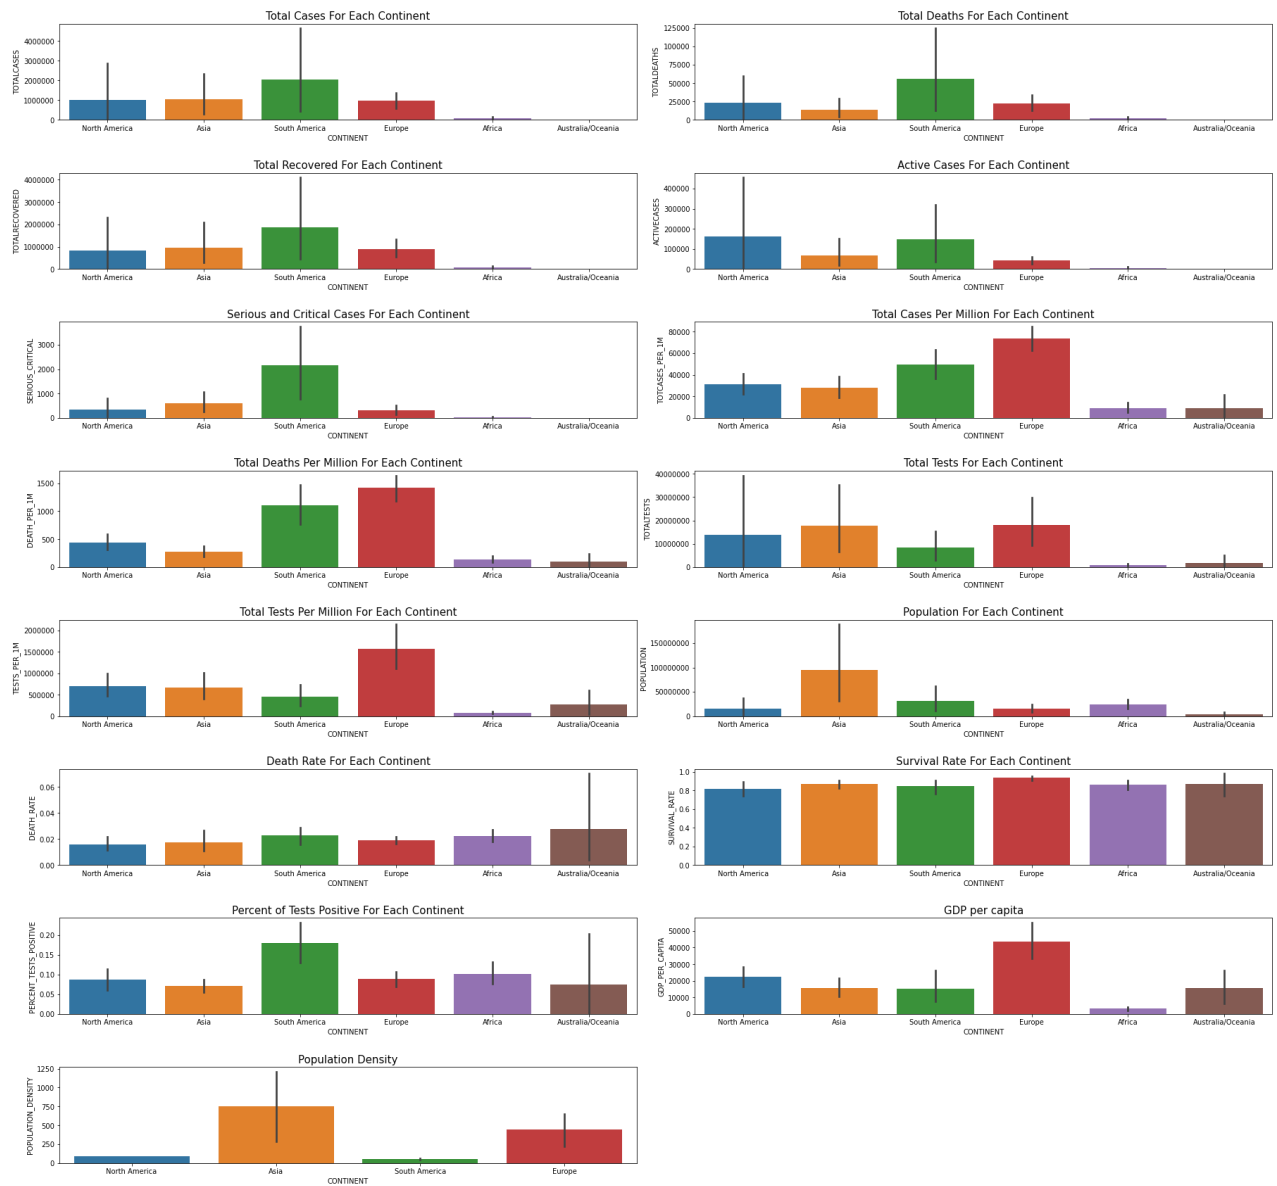 Total Cases For Each Continent
TOTALCASES
4000000
3000000
2000000
1000000
0
North America Asia South America Europe Africa Australia/Oceania
CONTINENT
Total Deaths For Each Continent
TOTALDEATHS
125000
100000
75000
50000
25000
0
North America Asia South America Europe Africa Australia/Oceania
CONTINENT
Total Recovered For Each Continent
TOTALRECOVERED
4000000
3000000
2000000
1000000
0
North America Asia South America Europe Africa Australia/Oceania
CONTINENT
Active Cases For Each Continent
ACTIVECASES
400000
300000
200000
100000
0
North America Asia South America Europe Africa Australia/Oceania
CONTINENT
Serious and Critical Cases For Each Continent
SERIOUS_CRITICAL
3000
2000
1000
0
North America Asia South America Europe Africa Australia/Oceania
CONTINENT
Total Cases Per Million For Each Continent
TOTCASES_PER_1M
80000
60000
40000
20000
0
North America Asia South America Europe Africa Australia/Oceania
CONTINENT
Total Deaths Per Million For Each Continent
DEATH_PER_1M
1500
1000
500
0
North America Asia South America Europe Africa Australia/Oceania
CONTINENT
Total Tests For Each Continent
TOTALTESTS
40000000
30000000
20000000
10000000
0
North America Asia South America Europe Africa Australia/Oceania
CONTINENT
Total Tests Per Million For Each Continent
TESTS_PER_1M
2000000
1500000
1000000
500000
0
North America Asia South America Europe Africa Australia/Oceania
CONTINENT
Population For Each Continent
POPULATION
150000000
100000000
50000000
0
North America Asia South America Europe Africa Australia/Oceania
CONTINENT
Death Rate For Each Continent
DEATH_RATE
0.06
0.04
0.02
0.00
North America Asia South America Europe Africa Australia/Oceania
CONTINENT
Survival Rate For Each Continent
SURVIVAL_RATE
1.0
0.8
0.6
0.4
0.2
0.0
North America Asia South America Europe Africa Australia/Oceania
CONTINENT
Percent of Tests Positive For Each Continent
PERCENT_TESTS_POSITIVE
0.20
0.15
0.10
0.05
0.00
North America Asia South America Europe Africa Australia/Oceania
CONTINENT
GDP per capita
GDP_PER_CAPITA
50000
40000
30000
20000
10000
0
North America Asia South America Europe Africa Australia/Oceania
CONTINENT
Population Density
POPULATION_DENSITY
1250
1000
750
500
250
0
North America Asia South America Europe
CONTINENT